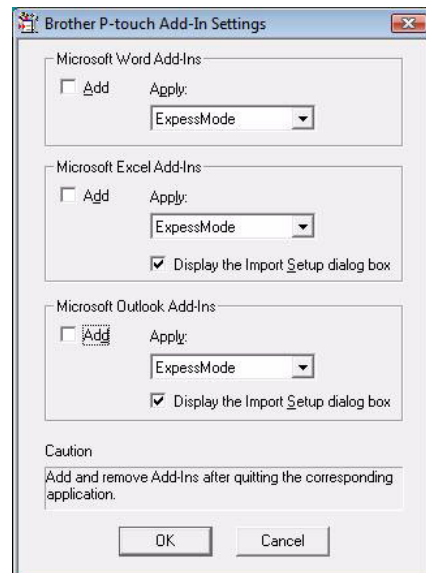 Brother P-touch Add-In Settings
Microsoft Word Add-Ins
Add Apply:
ExpessMode
Microsoft Excel Add-Ins
Add Apply:
ExpessMode
Display the Import Setup dialog box
Microsoft Outlook Add-Ins
Add Apply:
ExpessMode
Display the Import Setup dialog box
Caution
Add and remove Add-Ins after quitting the corresponding
application.
OK Cancel